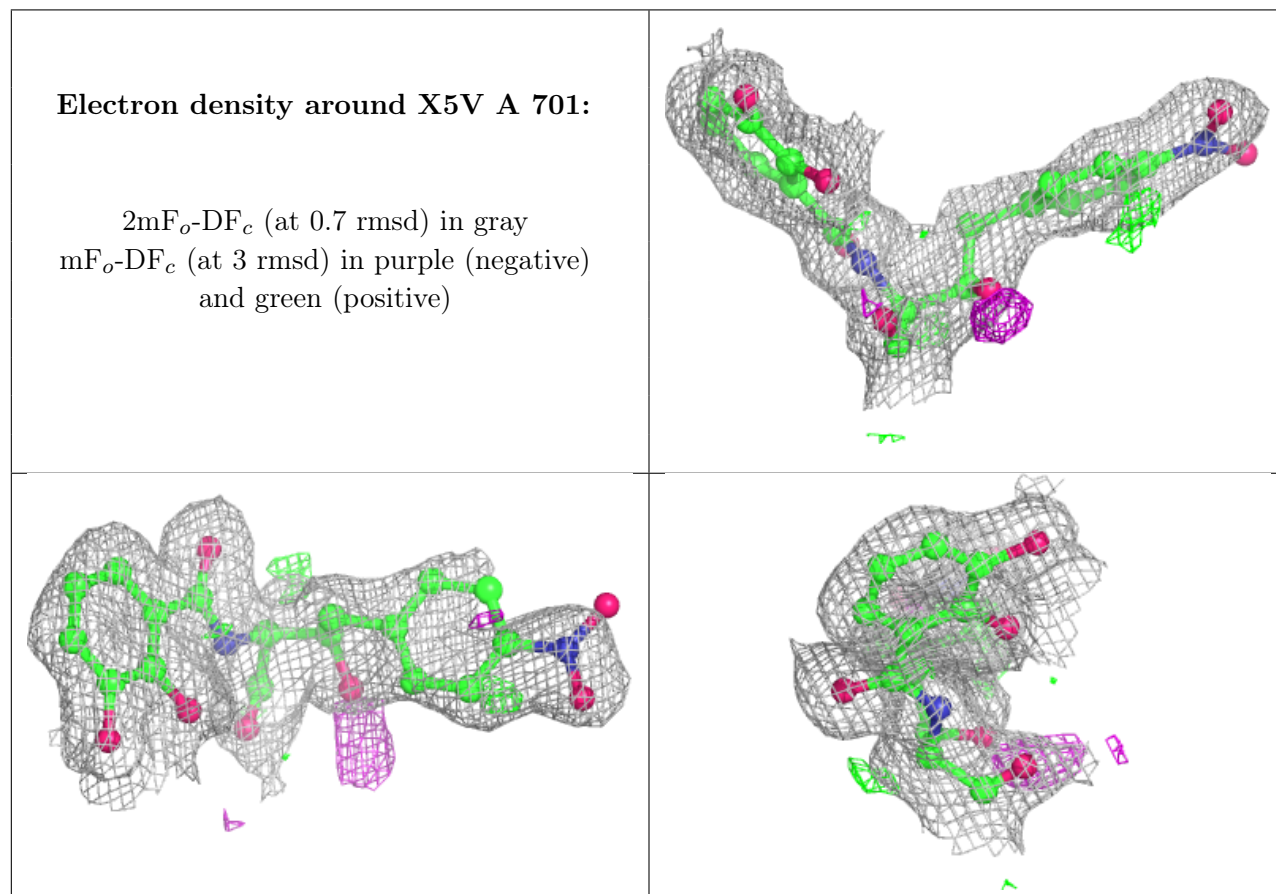 Electron density around X5V A 701:
2mFo-DFc (at 0.7 rmsd) in gray
mFo-DFc (at 3 rmsd) in purple (negative)
and green (positive)